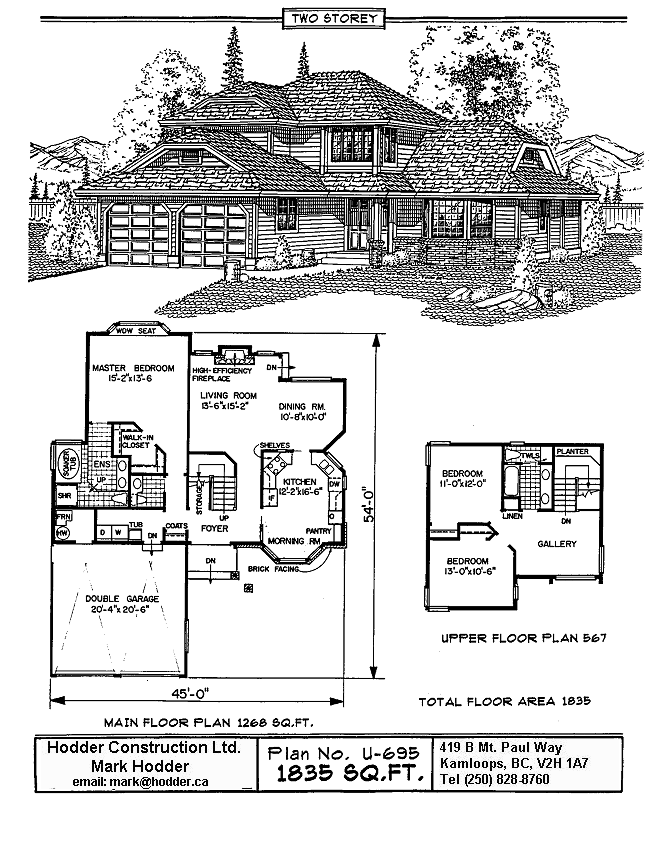 TWO STOREY
WOW SEAT
MASTER BEDROOM
15'-2"x13'-6
HIGH-EFFICIENCY
FIREPLACE
DN
LIVING ROOM
13'-6"x15'-2"
DINING RM.
10'-8"x10'-0"
WALK-IN
CLOSET
SHELVES
SOAKER
TUB
ENS
UP
SHR
STORAGE
UP
KITCHEN
12'-2"x16'-6"
F
DW
O
PANTRY
FRN
HW
D W
TUB
COATS
FOYER
MORNING RM
DN
DN
BRICK FACING
DOUBLE GARAGE
20'-4"x 20'-6"
54'-0"
45'-0"
MAIN FLOOR PLAN 1268 SQ.FT.
TWLS
PLANTER
BEDROOM
11'-0"x12'-0"
LINEN
DN
GALLERY
BEDROOM
13'-0"x10'-6"
UPPER FLOOR PLAN 567
TOTAL FLOOR AREA 1835
Hodder Construction Ltd.
Mark Hodder
email: mark@hodder.ca
Plan No. U-695
1835 SQ.FT.
419 B Mt. Paul Way
Kamloops, BC, V2H 1A7
Tel (250) 828-8760